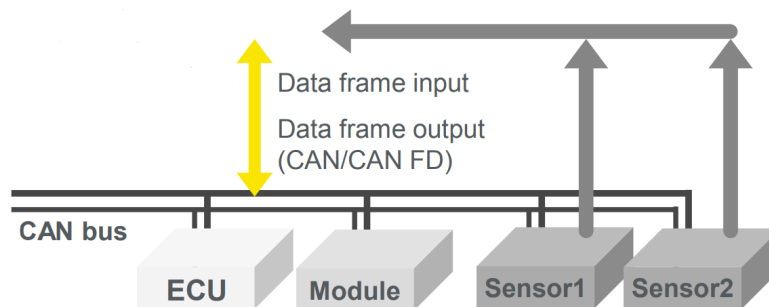 Data frame input
Data frame output
(CAN/CAN FD)
CAN bus
ECU
Module
Sensor1
Sensor2